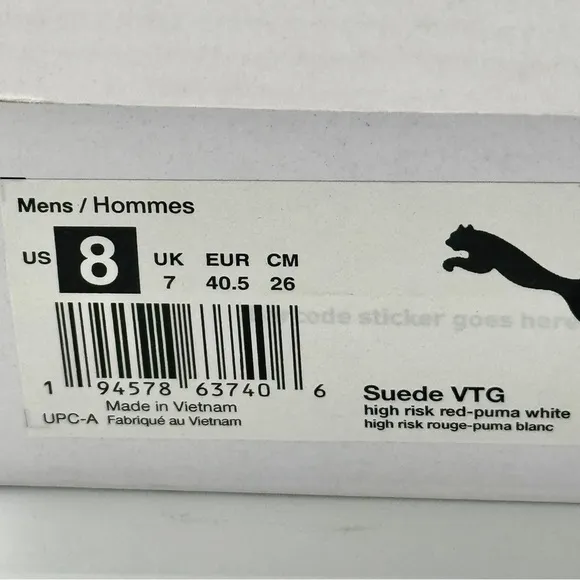 Mens / Hommes
US 8 UK 7 EUR 40.5 CM 26
code sticker goes here
1 94578 63740 6
Made in Vietnam
UPC-A Fabriqué au Vietnam
Suede VTG
high risk red-puma white
high risk rouge-puma blanc